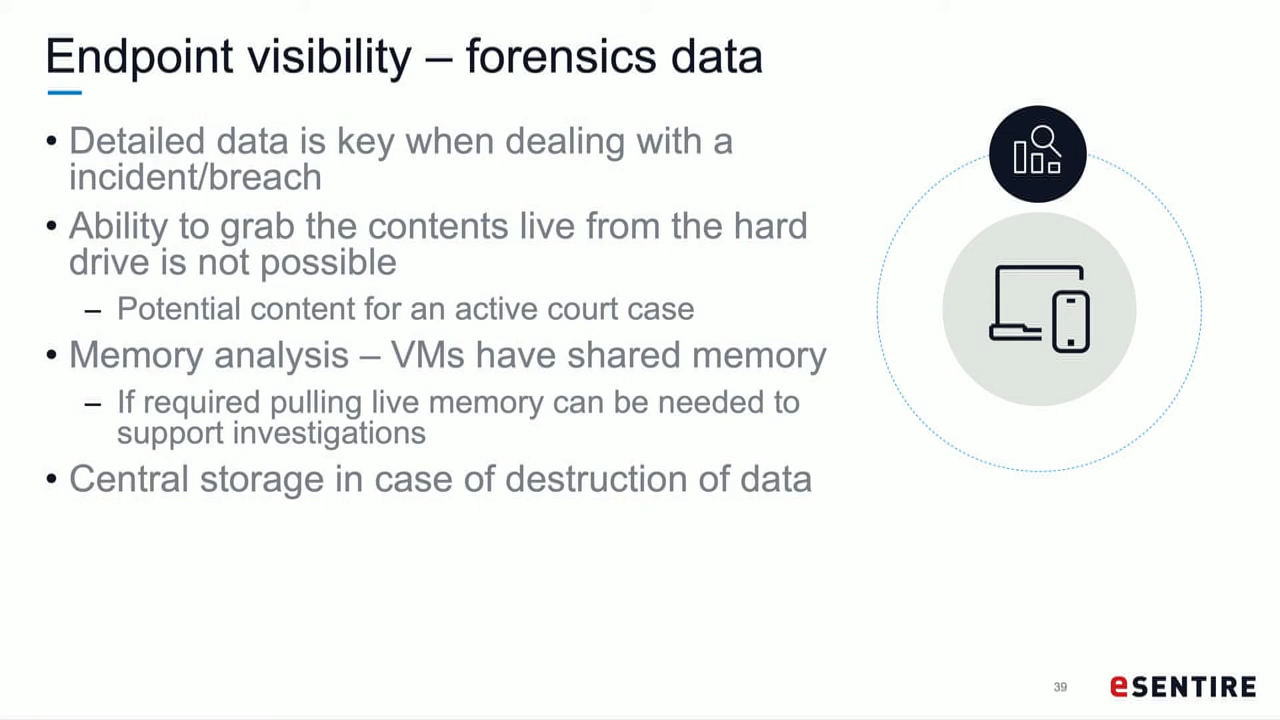 Endpoint visibility – forensics data
• Detailed data is key when dealing with a
incident/breach
• Ability to grab the contents live from the hard
drive is not possible
– Potential content for an active court case
• Memory analysis – VMs have shared memory
– If required pulling live memory can be needed to
support investigations
• Central storage in case of destruction of data
39
eSENTIRE